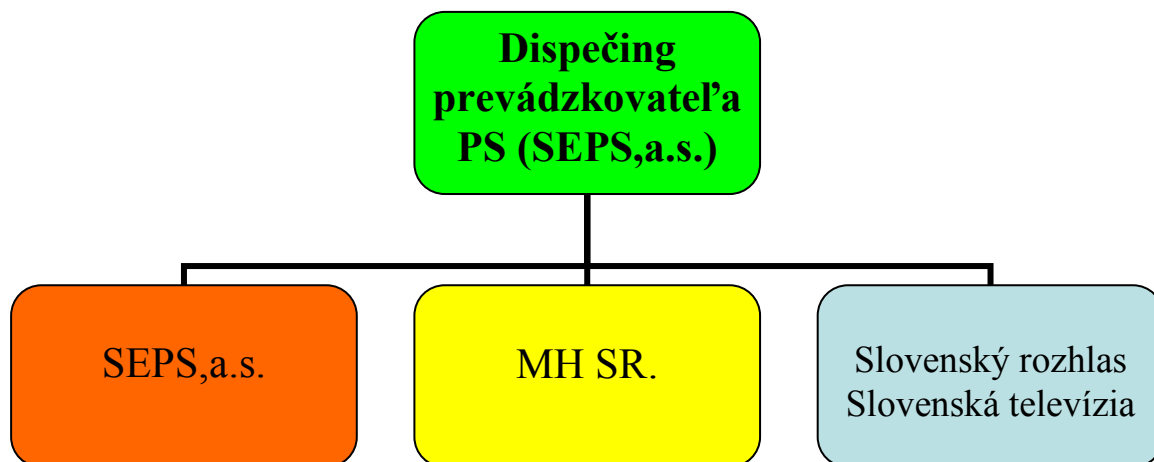 Dispečing
prevádzkovateľa
PS (SEPS,a.s.)
SEPS,a.s.
MH SR.
Slovenský rozhlas
Slovenská televízia